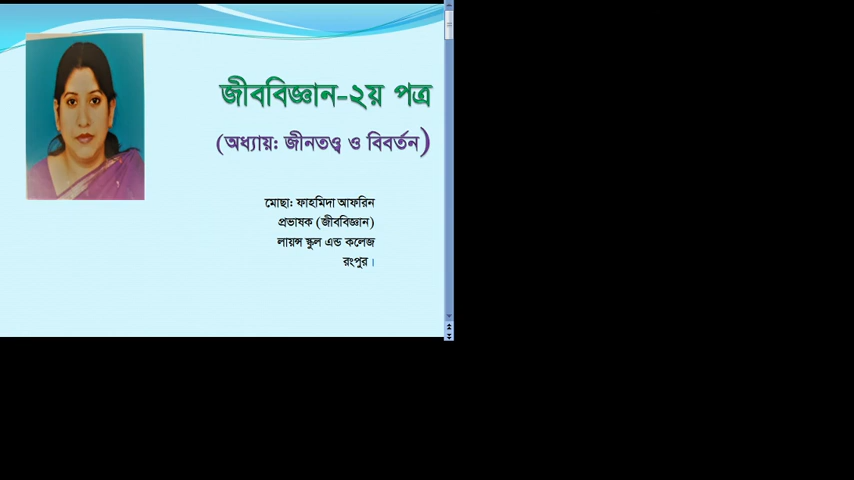 জীববিজ্ঞান-২য় পত্র
(অধ্যায়: জীনতত্ত্ব ও বিবর্তন)
মোছা: ফাহমিদা আফরিন
প্রভাষক (জীববিজ্ঞান)
লায়ন্স স্কুল এন্ড কলেজ
রংপুর।